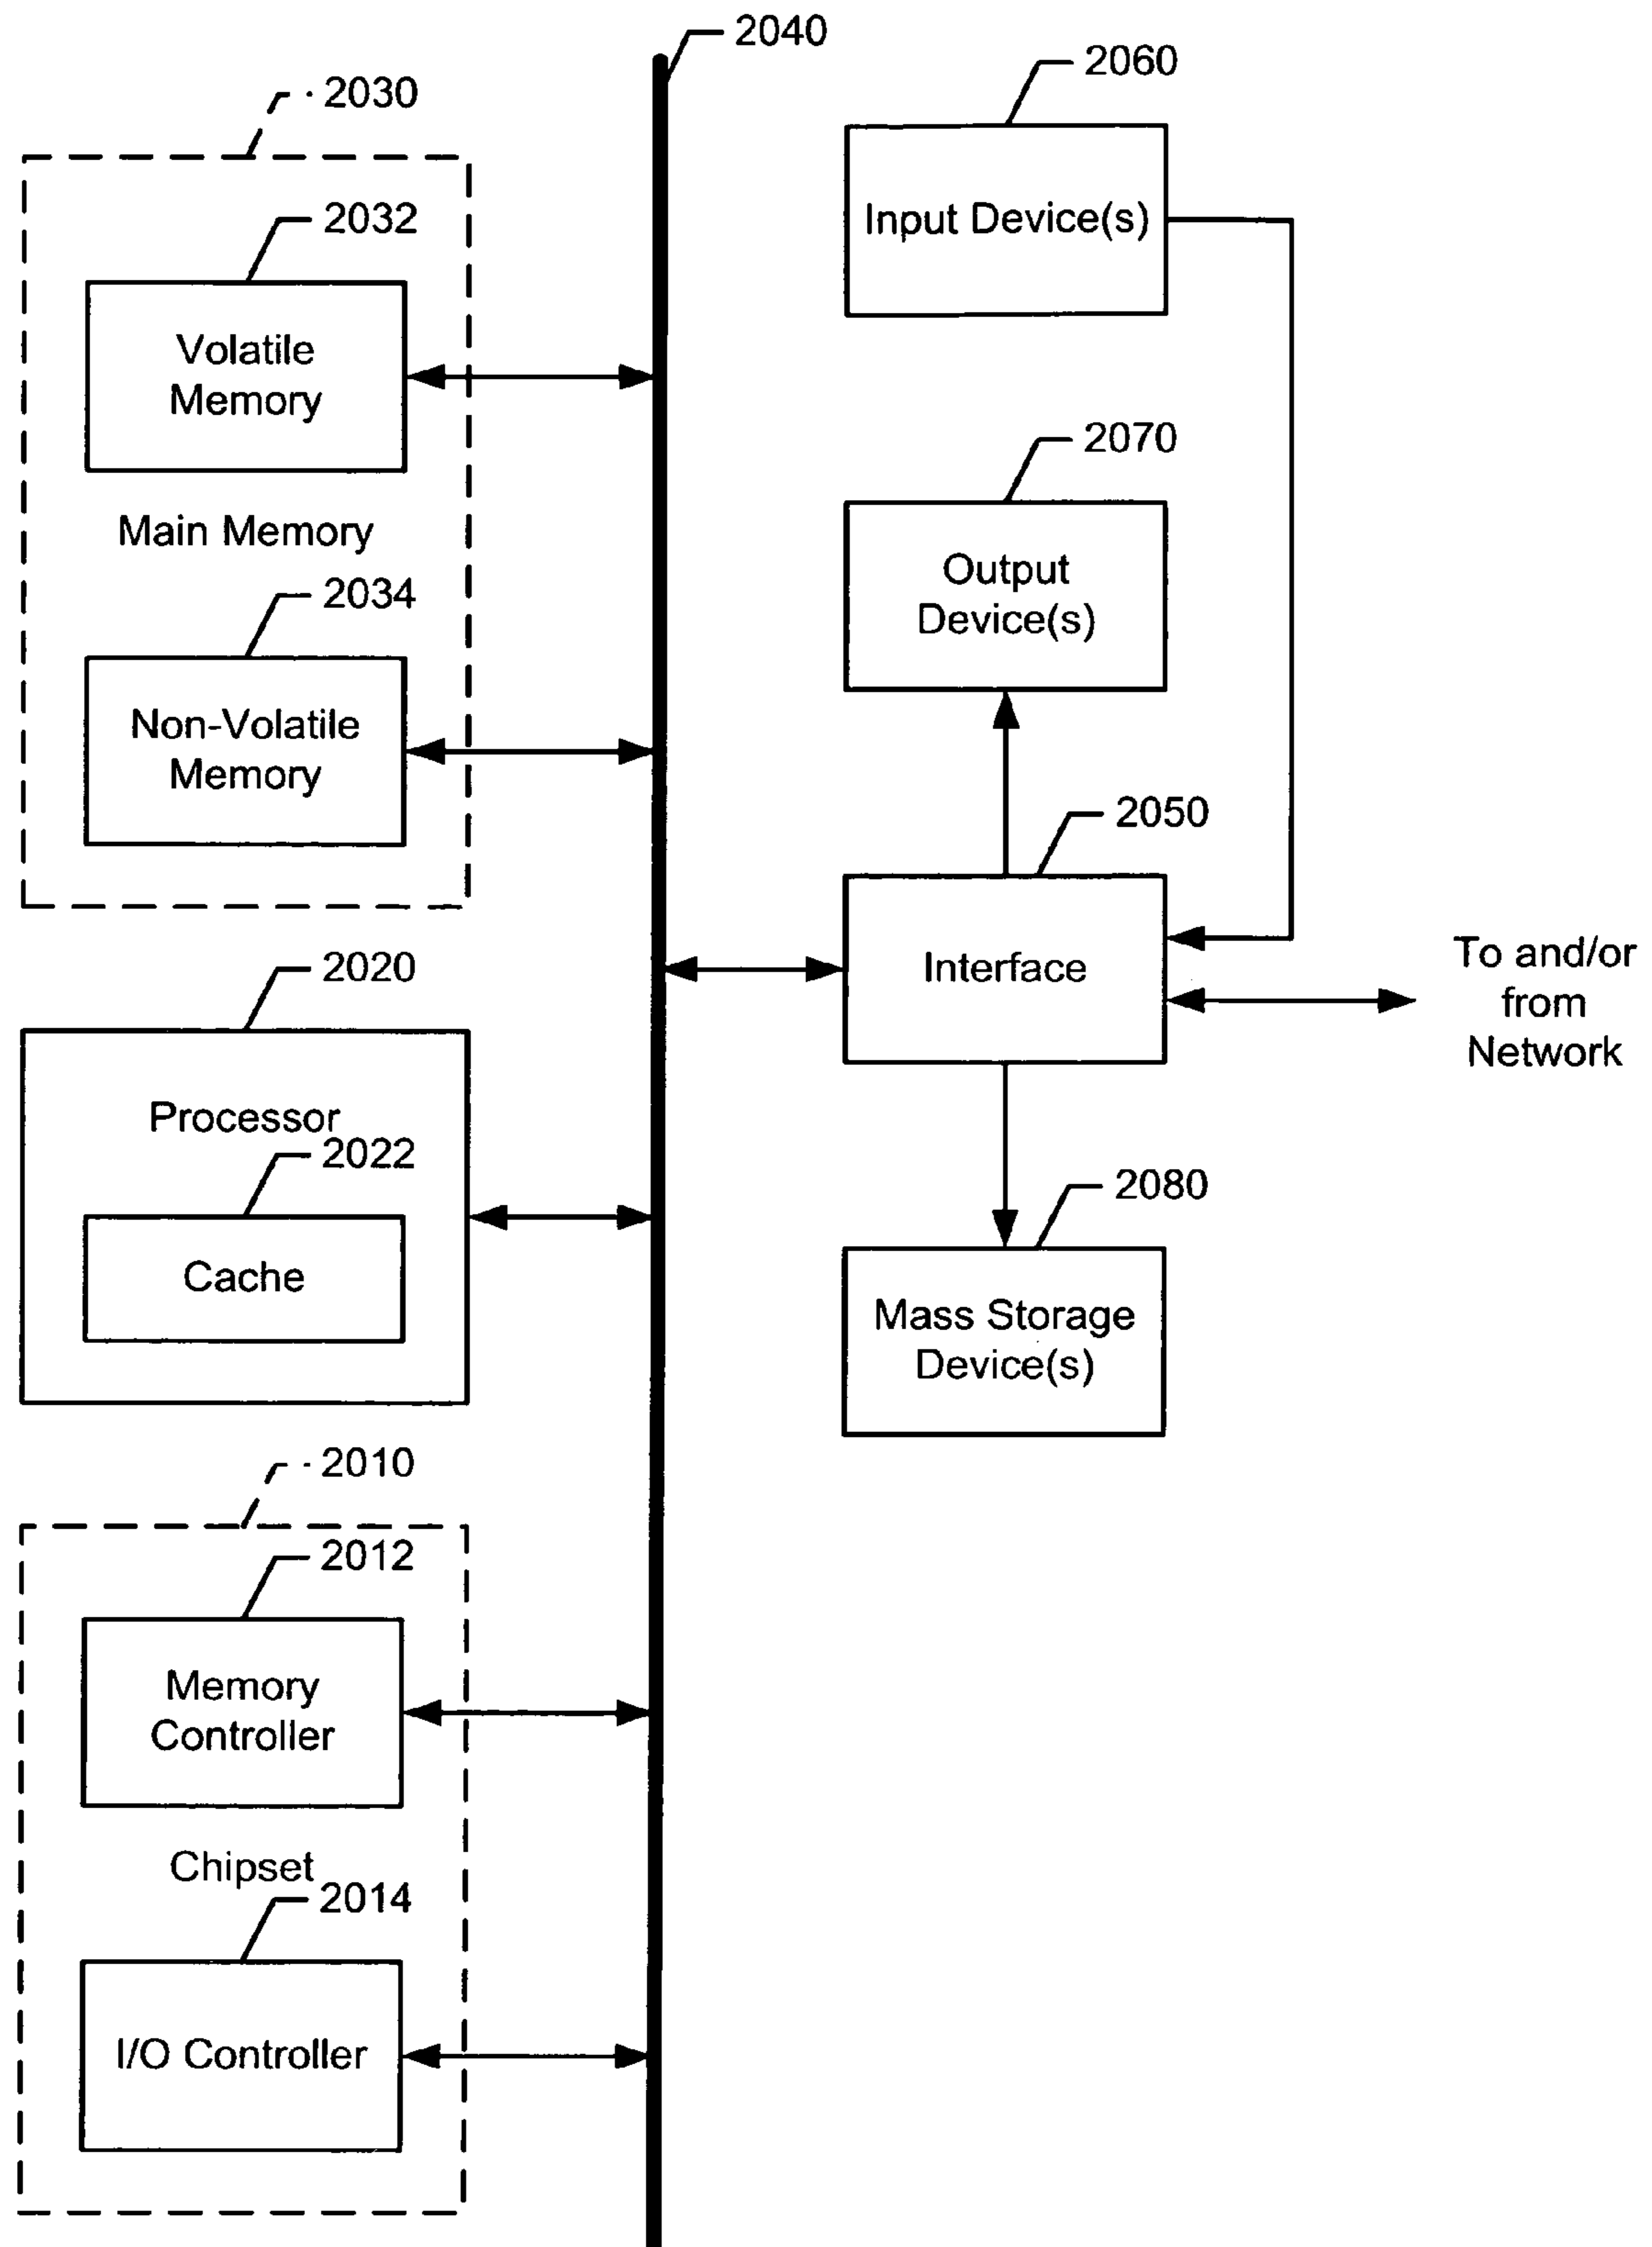 2040
2030
2032
Volatile
Memory
Main Memory
2034
Non-Volatile
Memory
2020
Processor
2022
Cache
2010
2012
Memory
Controller
Chipset
2014
I/O Controller
2060
Input Device(s)
2070
Output
Device(s)
2050
Interface
To and/or
from
Network
2080
Mass Storage
Device(s)